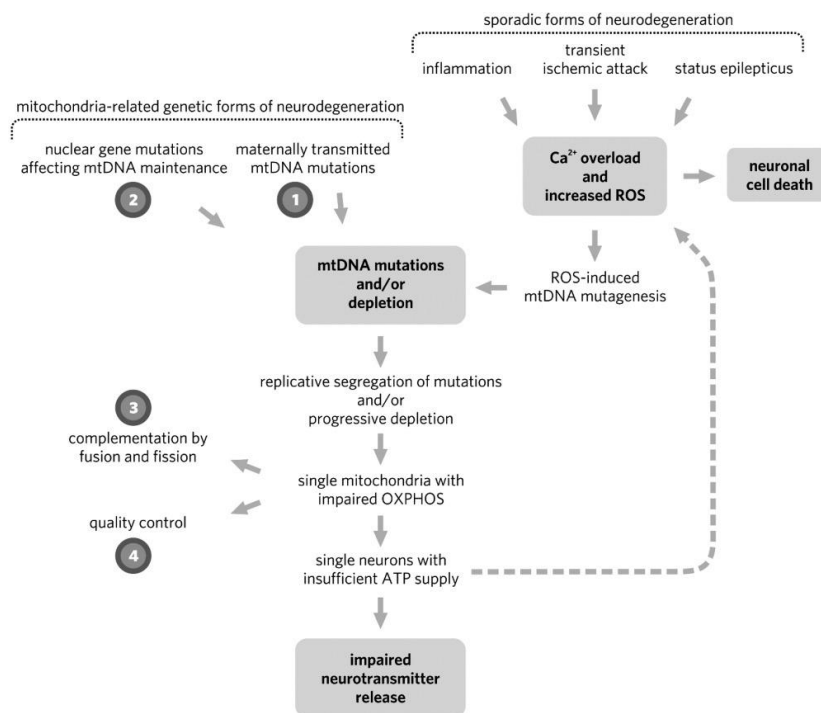 sporadic forms of neurodegeneration
inflammation
transient
ischemic attack
status epilepticus
mitochondria-related genetic forms of neurodegeneration
nuclear gene mutations
affecting mtDNA maintenance
2
maternally transmitted
mtDNA mutations
1
Ca²⁺ overload
and
increased ROS
neuronal
cell death
mtDNA mutations
and/or
depletion
ROS-induced
mtDNA mutagenesis
replicative segregation of mutations
and/or
progressive depletion
3
complementation by
fusion and fission
single mitochondria with
impaired OXPHOS
quality control
4
single neurons with
insufficient ATP supply
impaired
neurotransmitter
release